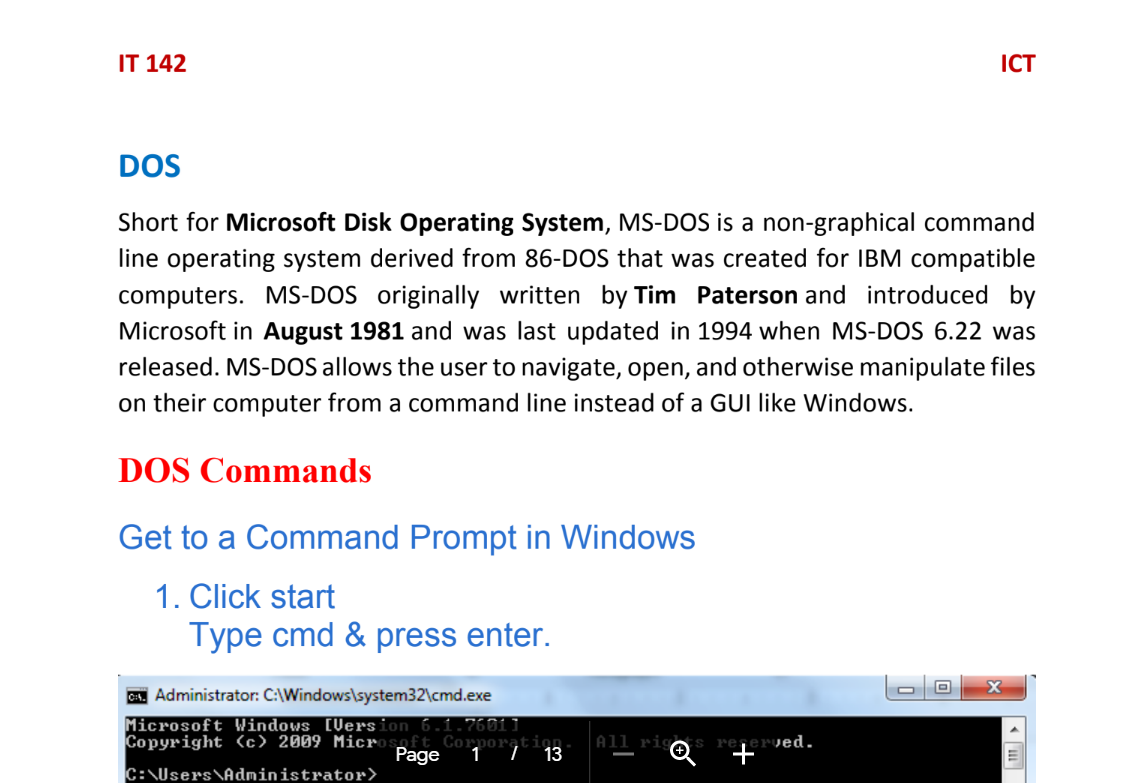 IT 142 ICT
DOS
Short for Microsoft Disk Operating System, MS-DOS is a non-graphical command
line operating system derived from 86-DOS that was created for IBM compatible
computers. MS-DOS originally written by Tim Paterson and introduced by
Microsoft in August 1981 and was last updated in 1994 when MS-DOS 6.22 was
released. MS-DOS allows the user to navigate, open, and otherwise manipulate files
on their computer from a command line instead of a GUI like Windows.
DOS Commands
Get to a Command Prompt in Windows
1. Click start
Type cmd & press enter.
Administrator: C:\Windows\system32\cmd.exe
Microsoft Windows [Version 6.1.7601]
Copyright (c) 2009 Microsoft Corporation. All rights reserved.
Page 1 / 13
C:\Users\Administrator>